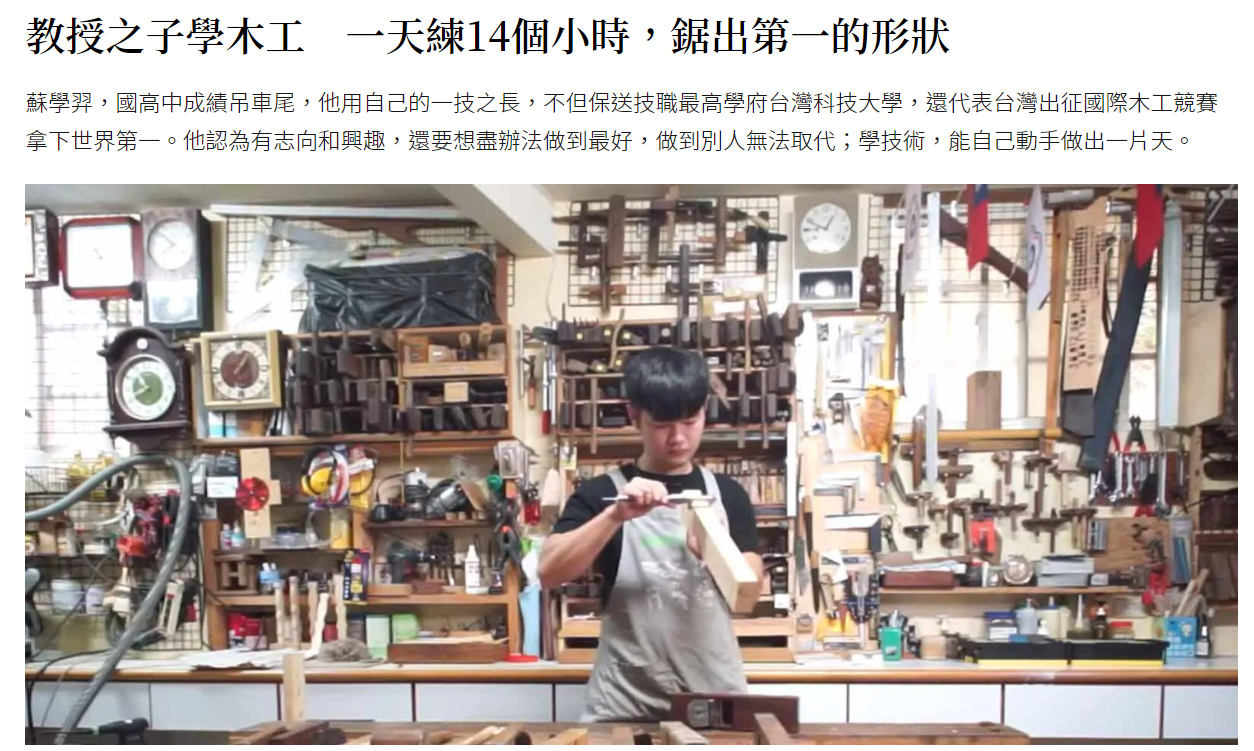 教授之子學木工　一天練14個小時，鋸出第一的形狀
蘇學羿，國高中成績吊車尾，他用自己的一技之長，不但保送技職最高學府台灣科技大學，還代表台灣出征國際木工競賽
拿下世界第一。他認為有志向和興趣，還要想盡辦法做到最好，做到別人無法取代；學技術，能自己動手做出一片天。